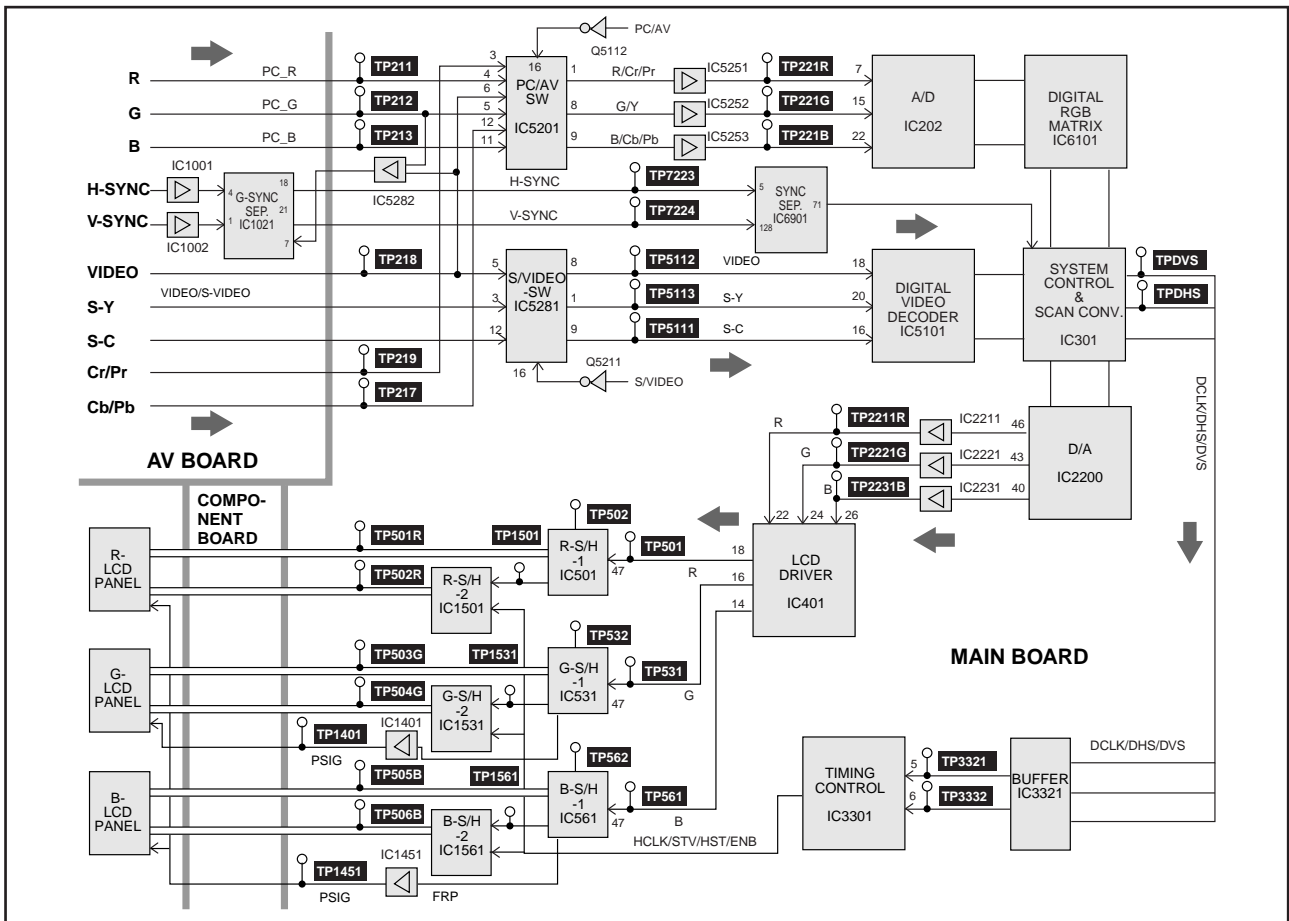 PC/AV
Q5112
R
PC_R
TP211
3
4
16
PC/AV
SW
IC5201
1
R/Cr/Pr
IC5251
TP221R
7
A/D
IC202
DIGITAL
RGB
MATRIX
IC6101
G
PC_G
TP212
6
5
8
G/Y
IC5252
TP221G
15
B
PC_B
TP213
12
11
9
B/Cb/Pb
IC5253
TP221B
22
IC1001
H-SYNC
4
G-SYNC
SEP.
IC1021
18
21
7
IC5282
H-SYNC
TP7223
5
SYNC
SEP.
IC6901
71
128
V-SYNC
1
IC1002
V-SYNC
TP7224
VIDEO
TP218
5
S/VIDEO
-SW
IC5281
8
TP5112
VIDEO
18
DIGITAL
VIDEO
DECODER
IC5101
SYSTEM
CONTROL
&
SCAN CONV.
IC301
TPDVS
TPDHS
VIDEO/S-VIDEO
S-Y
3
1
TP5113
S-Y
20
S-C
12
9
TP5111
S-C
16
Cr/Pr
TP219
16
Q5211
S/VIDEO
Cb/Pb
TP217
DCLK/DHS/DVS
AV BOARD
R
TP2211R
IC2211
46
D/A
IC2200
G
TP2221G
IC2221
43
B
TP2231B
IC2231
40
COMPO-
NENT
BOARD
22
24
26
LCD
DRIVER
IC401
18
16
14
R-
LCD
PANEL
TP501R
TP1501
TP502
R-S/H
-1
IC501
47
TP501
R
TP502R
R-S/H
-2
IC1501
G-
LCD
PANEL
TP503G
TP1531
TP532
G-S/H
-1
IC531
47
TP531
G
TP504G
G-S/H
-2
IC1531
TP1401
IC1401
PSIG
MAIN BOARD
B-
LCD
PANEL
TP505B
TP1561
TP562
B-S/H
-1
IC561
47
TP561
B
TP506B
B-S/H
-2
IC1561
TP1451
IC1451
PSIG
FRP
HCLK/STV/HST/ENB
TIMING
CONTROL
IC3301
5
TP3321
6
TP3332
BUFFER
IC3321
DCLK/DHS/DVS